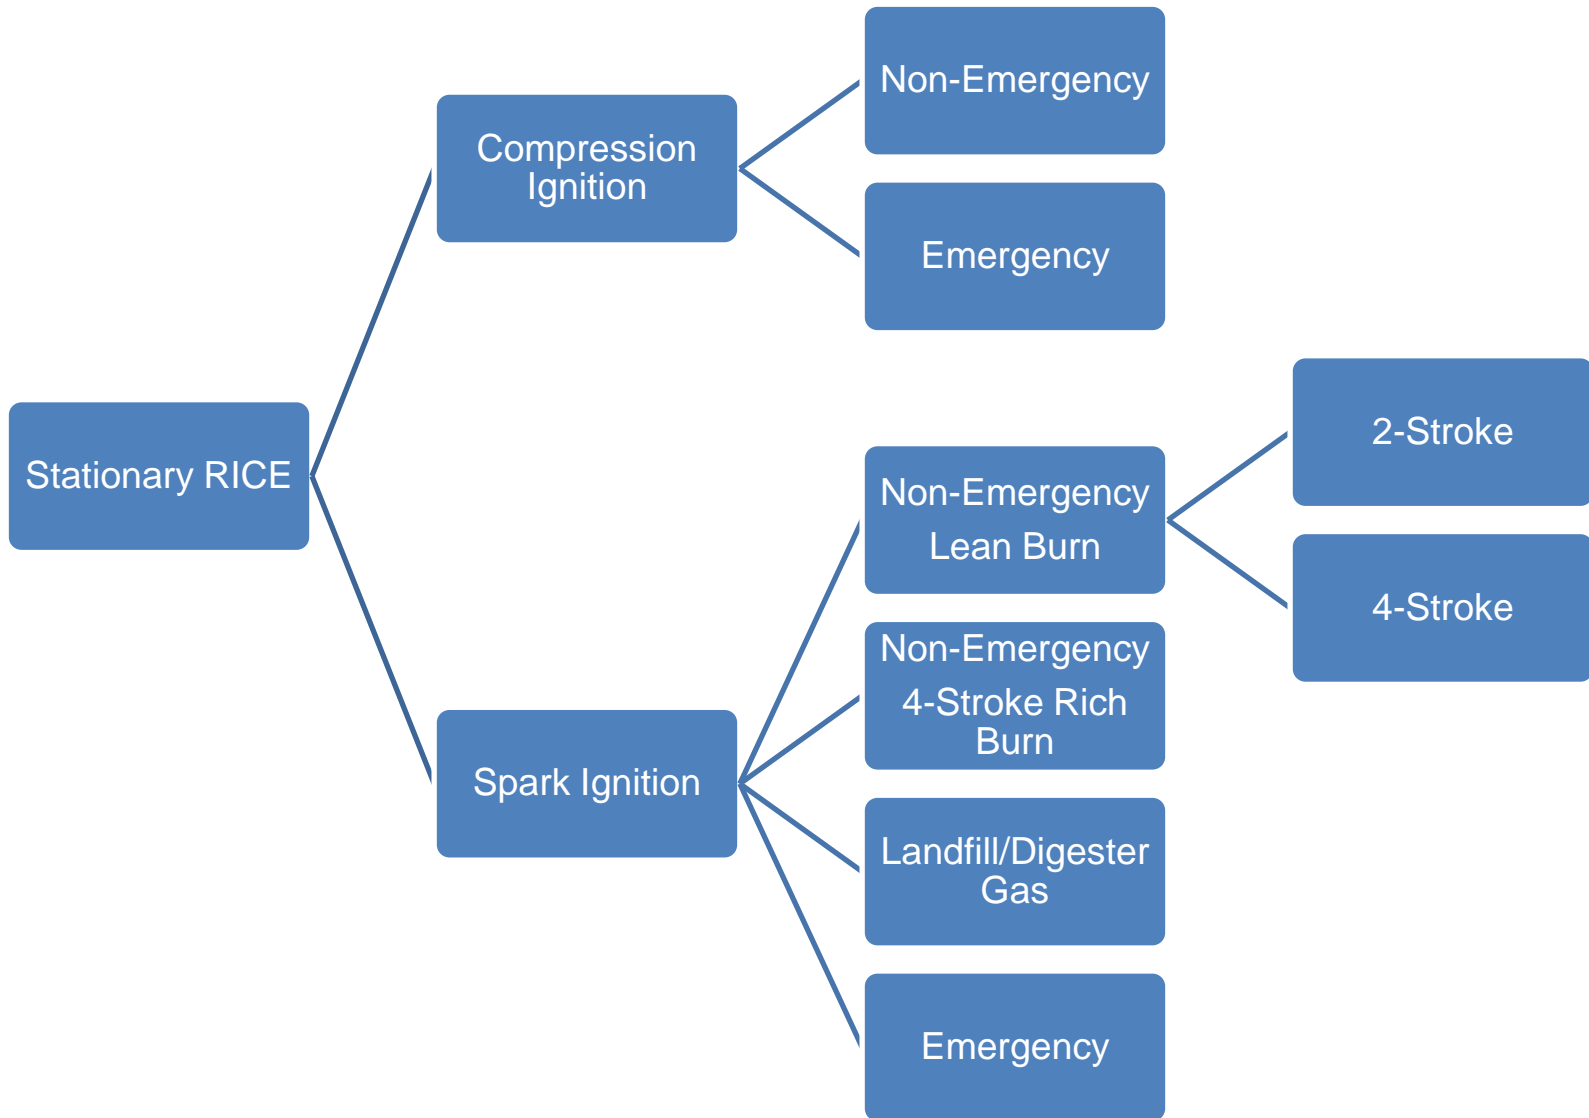 Stationary RICE
Compression
Ignition
Non-Emergency
Emergency
Spark Ignition
Non-Emergency
Lean Burn
2-Stroke
4-Stroke
Non-Emergency
4-Stroke Rich
Burn
Landfill/Digester
Gas
Emergency